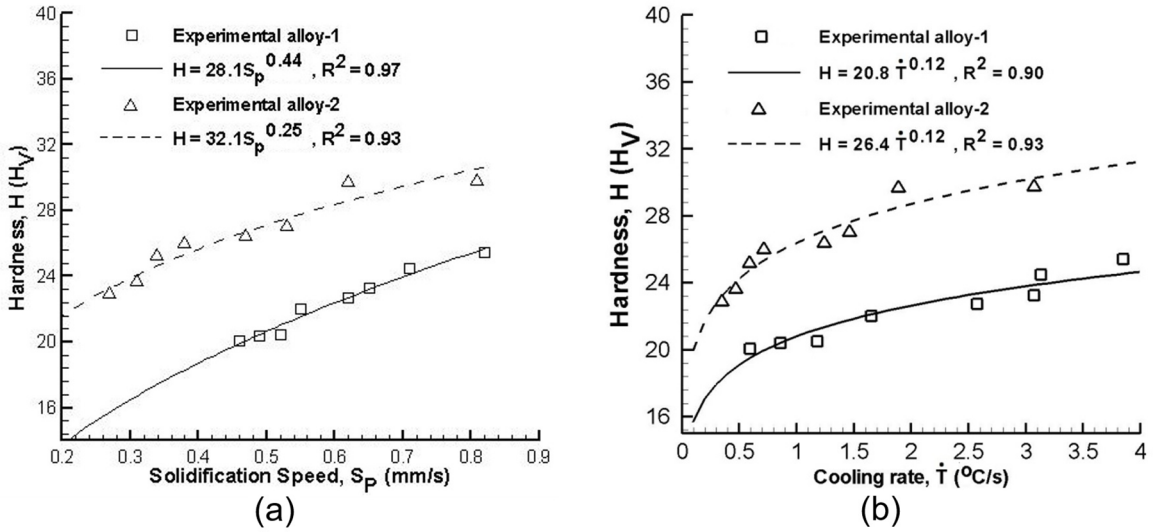 40
36
32
28
24
20
16
Hardness, H (H_V)
Experimental alloy-1
H = 28.1S_p^0.44 , R^2 = 0.97
Experimental alloy-2
H = 32.1S_p^0.25 , R^2 = 0.93
0.2 0.3 0.4 0.5 0.6 0.7 0.8 0.9
Solidification Speed, S_P (mm/s)
(a)
40
36
32
28
24
20
16
Hardness, H (H_V)
Experimental alloy-1
H = 20.8 Ṫ^0.12 , R^2 = 0.90
Experimental alloy-2
H = 26.4 Ṫ^0.12 , R^2 = 0.93
0 0.5 1 1.5 2 2.5 3 3.5 4
Cooling rate, Ṫ (°C/s)
(b)